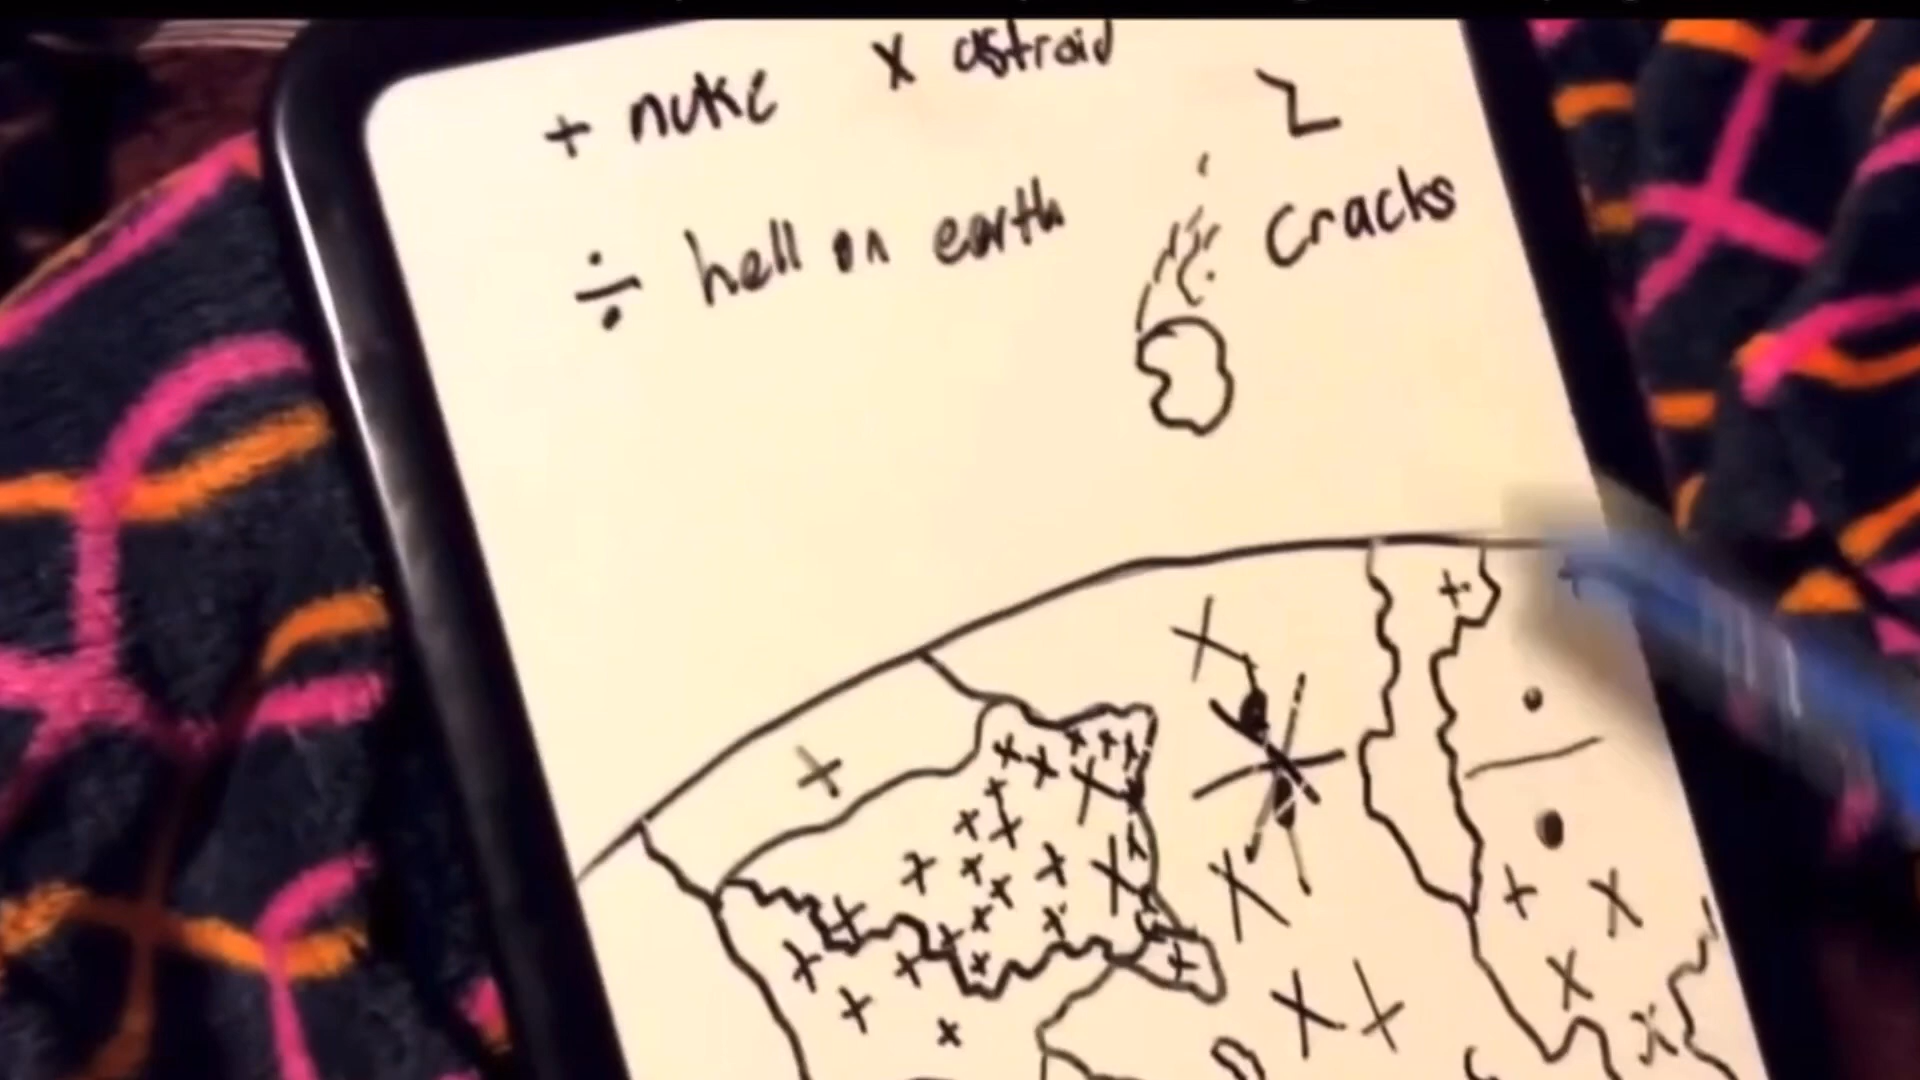 + nuke x astroid
÷ hell on earth
cracks